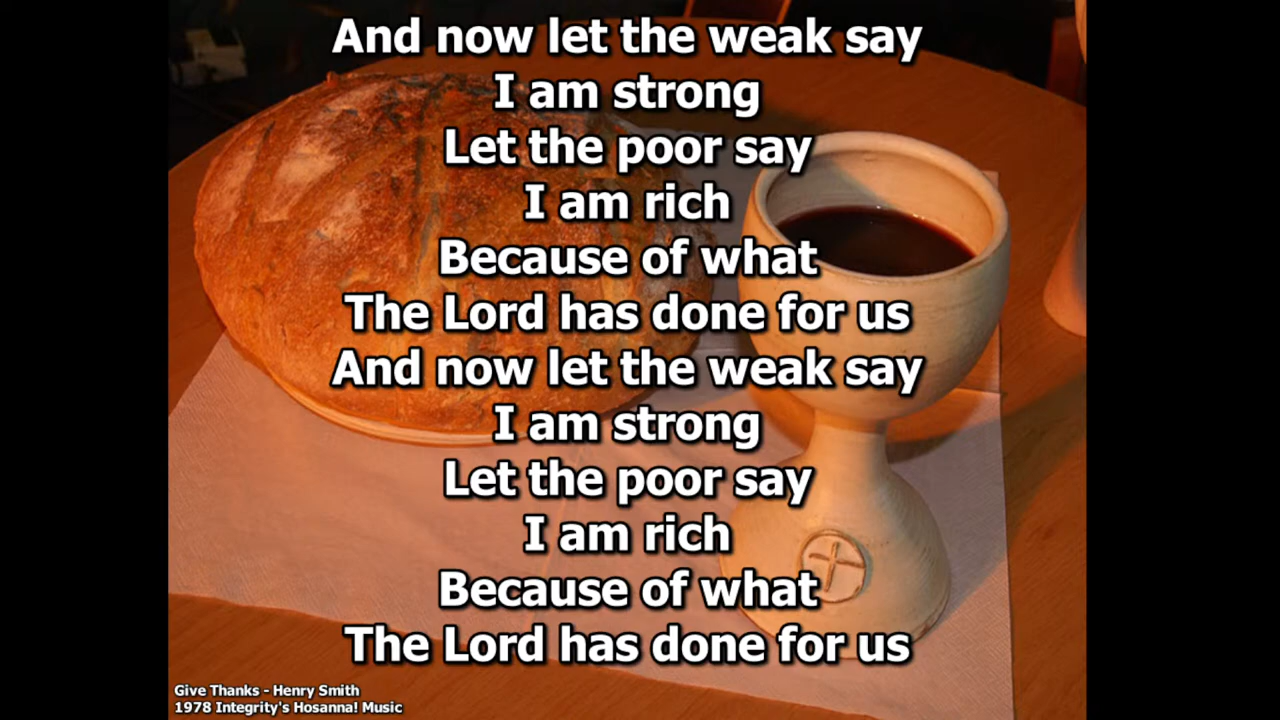 And now let the weak say
I am strong
Let the poor say
I am rich
Because of what
The Lord has done for us
And now let the weak say
I am strong
Let the poor say
I am rich
Because of what
The Lord has done for us
Give Thanks - Henry Smith
1978 Integrity's Hosanna! Music